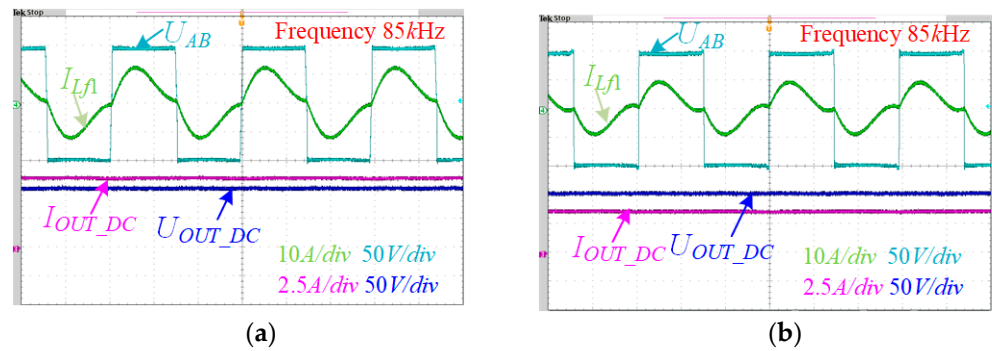 Tek Stop
U_AB
Frequency 85kHz
I_Lf1
I_OUT_DC
U_OUT_DC
10A/div 50V/div
2.5A/div 50V/div
(a)
Tek Stop
U_AB
Frequency 85kHz
I_Lf1
I_OUT_DC
U_OUT_DC
10A/div 50V/div
2.5A/div 50V/div
(b)